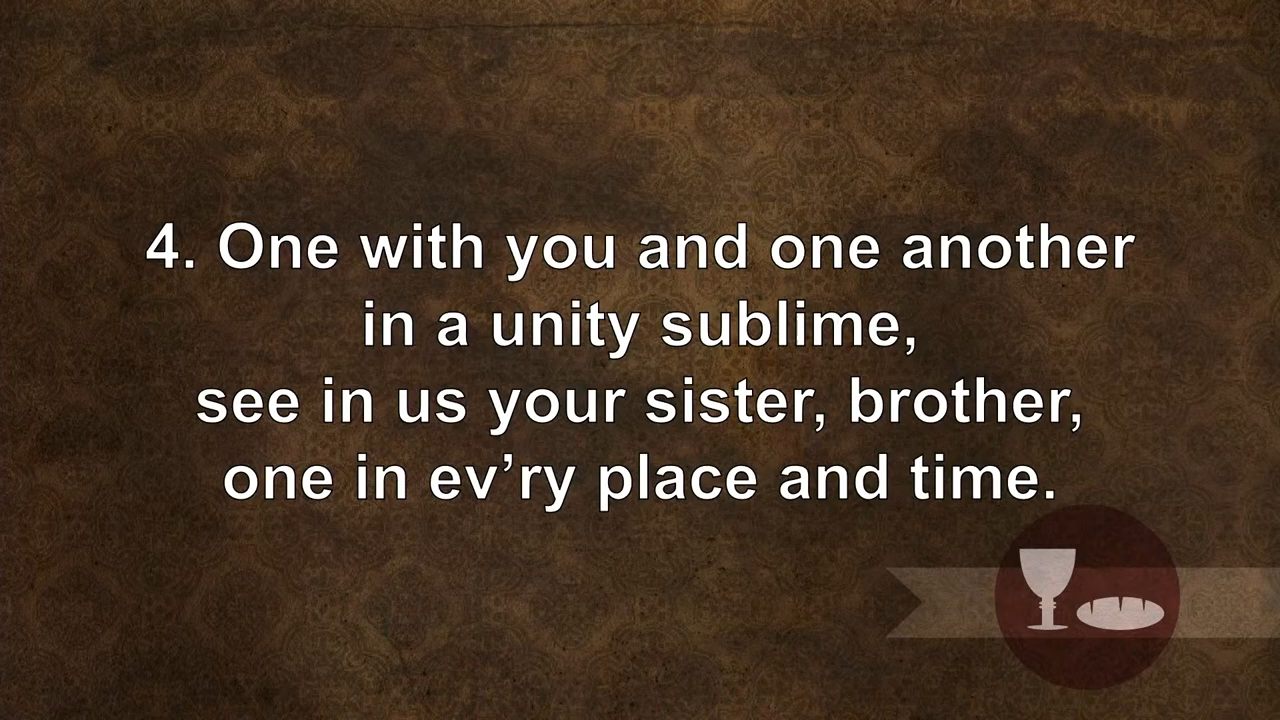 4. One with you and one another
in a unity sublime,
see in us your sister, brother,
one in ev’ry place and time.